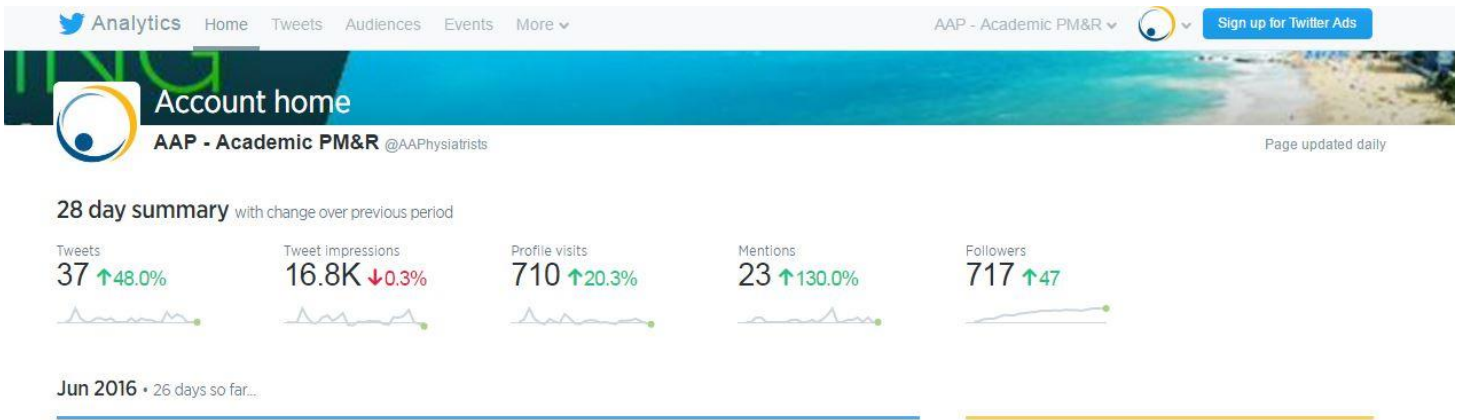 Analytics Home Tweets Audiences Events More AAP - Academic PM&R Sign up for Twitter Ads
ING
Account home
AAP - Academic PM&R @AAPhysiatrists Page updated daily
28 day summary with change over previous period
Tweets Tweet impressions Profile visits Mentions Followers
37 ↑48.0% 16.8K ↓0.3% 710 ↑20.3% 23 ↑130.0% 717 ↑47
Jun 2016 • 26 days so far...